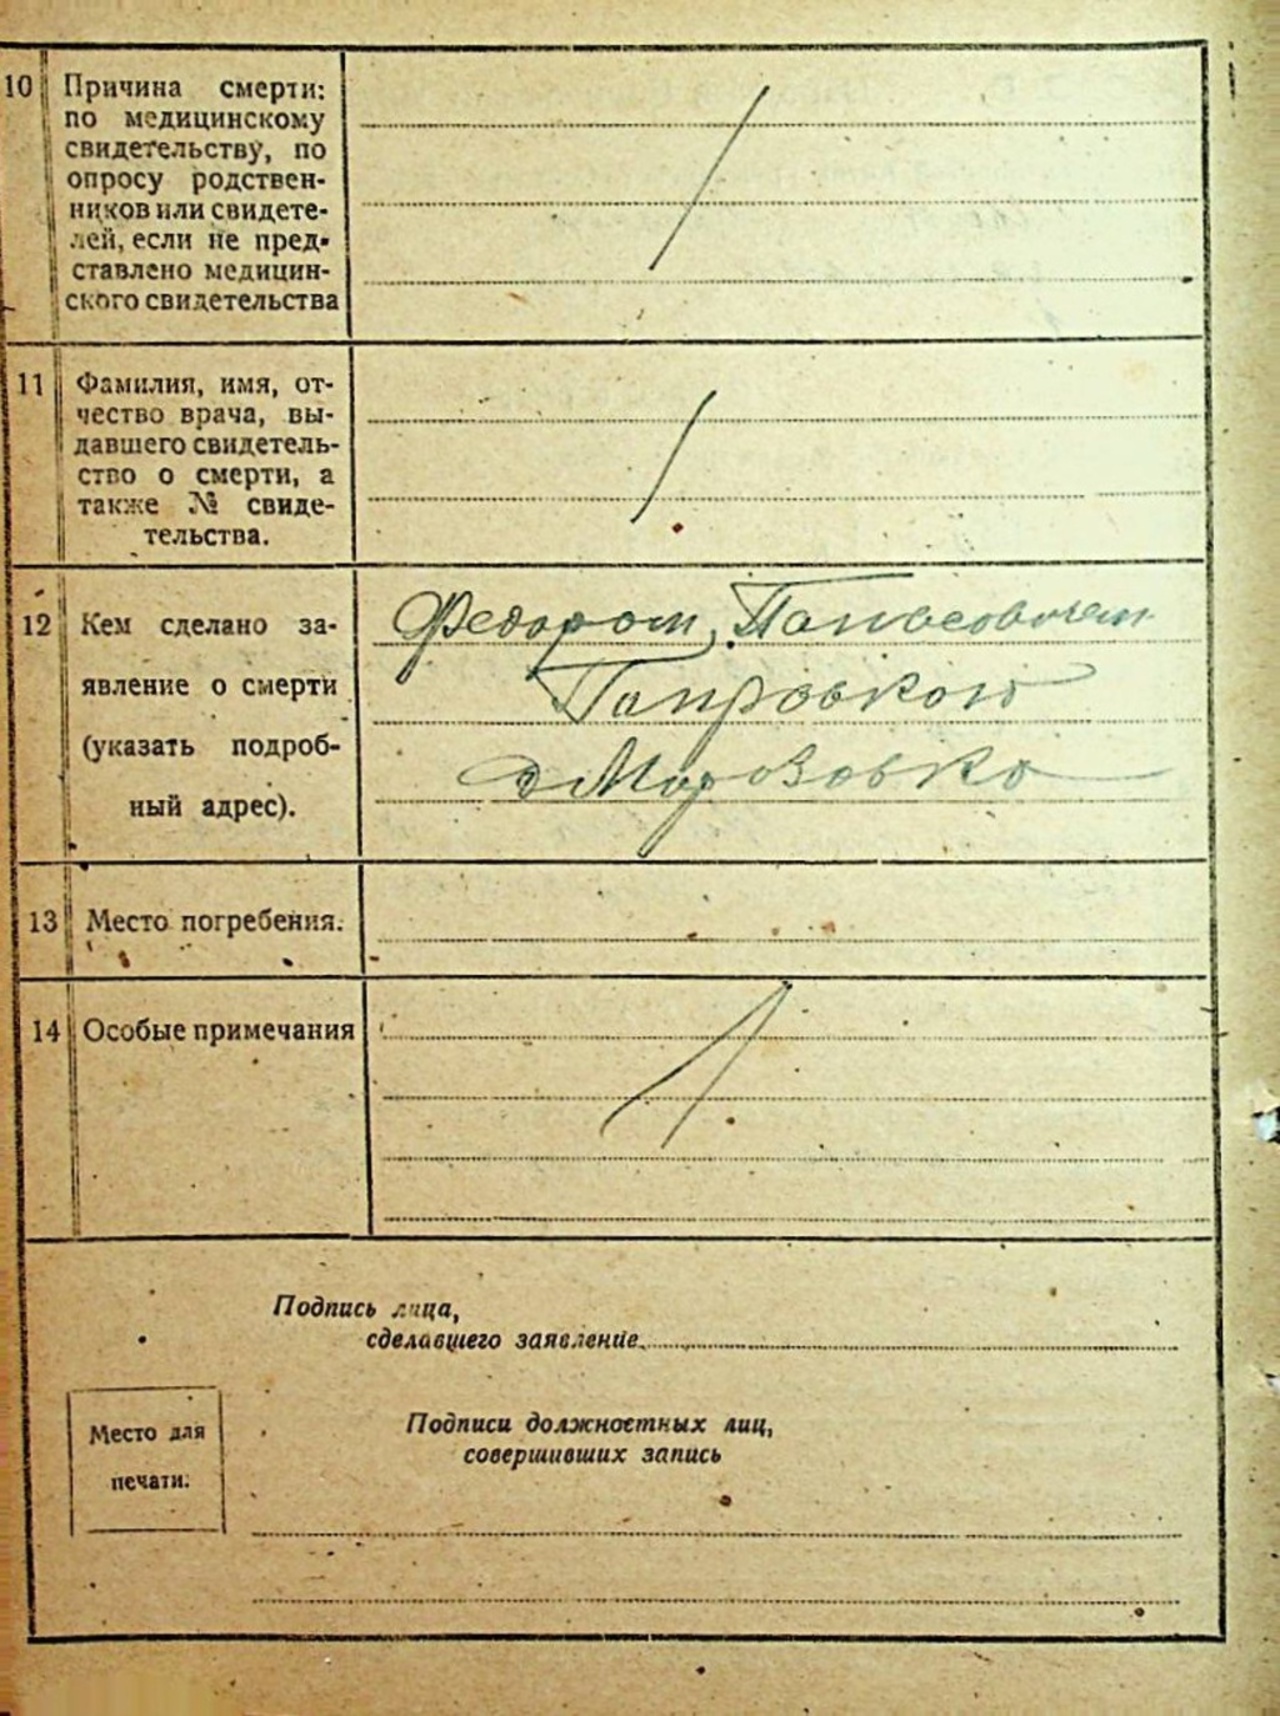 10 Причина смерти:
по медицинскому
свидетельству, по
опросу родствен-
ников или свидете-
лей, если не пред-
ставлено медицин-
ского свидетельства
11 Фамилия, имя, от-
чество врача, вы-
давшего свидетель-
ство о смерти, а
также № свиде-
тельства.
12 Кем сделано за-
явление о смерти
(указать подроб-
ный адрес).
Федором
13 Место погребения.
14 Особые примечания
Подпись лица,
сделавшего заявление
Место для
печати.
Подписи должностных лиц,
совершивших запись